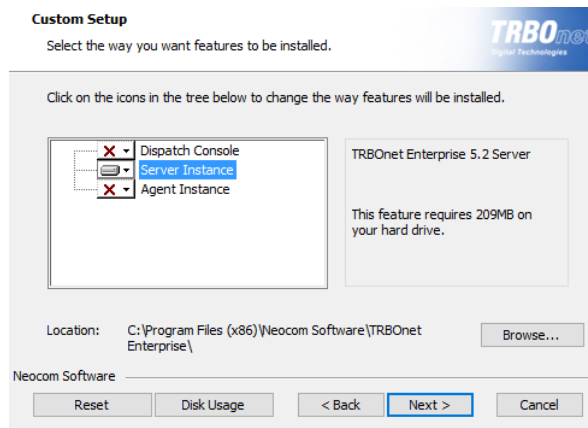 Custom Setup
Select the way you want features to be installed.
TRBOnet
Digital Technologies
Click on the icons in the tree below to change the way features will be installed.
Dispatch Console
Server Instance
Agent Instance
TRBOnet Enterprise 5.2 Server
This feature requires 209MB on
your hard drive.
Location:
C:\Program Files (x86)\Neocom Software\TRBOnet
Enterprise\
Browse...
Neocom Software
Reset
Disk Usage
< Back
Next >
Cancel